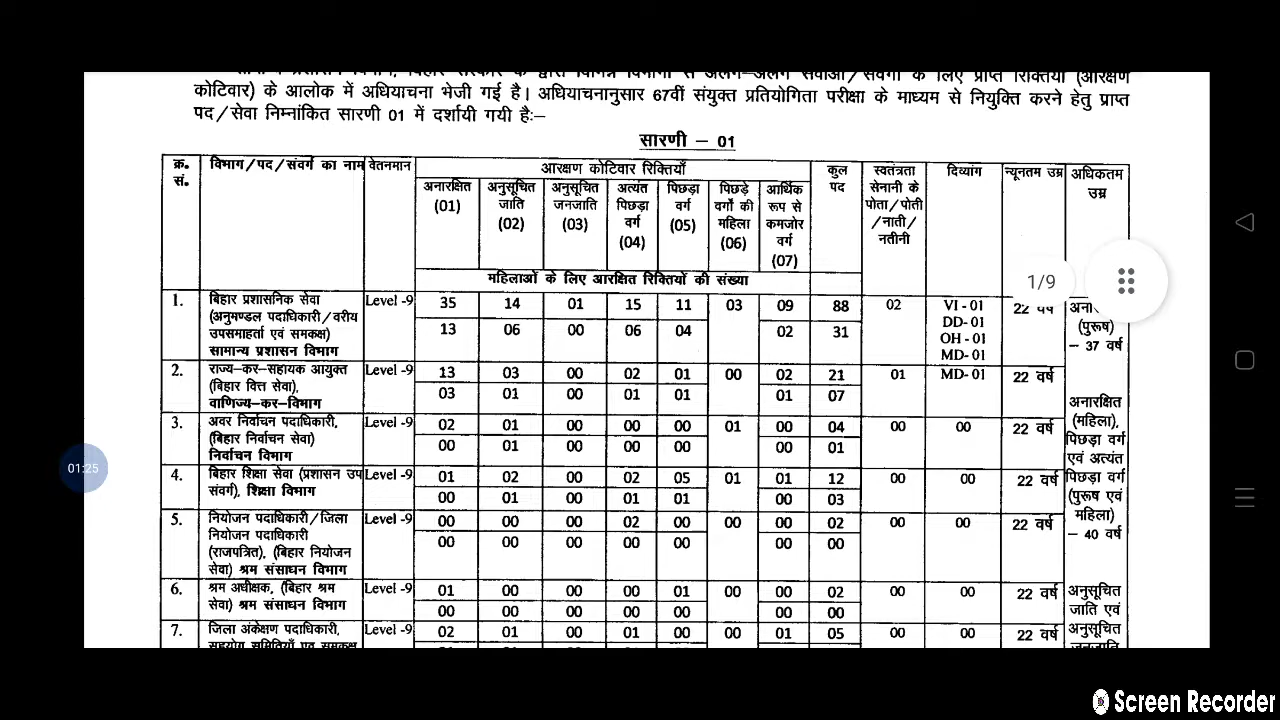 कोटिवार) के आलोक में अधियाचना भेजी गई है। अधियाचनानुसार 67वीं संयुक्त प्रतियोगिता परीक्षा के माध्यम से नियुक्ति करने हेतु प्राप्त
पद/सेवा निम्नांकित सारणी 01 में दर्शायी गयी है:–
सारणी – 01
क्र. सं. विभाग/पद/संवर्ग का नाम वेतनमान आरक्षण कोटिवार रिक्तियाँ कुल पद स्वतंत्रता सेनानी के पोता/पोती /नाती/ नतीनी दिव्यांग न्यूनतम उम्र अधिकतम उम्र
अनारक्षित (01) अनुसूचित जाति (02) अनुसूचित जनजाति (03) अत्यंत पिछड़ा वर्ग (04) पिछड़ा वर्ग (05) पिछड़े वर्गों की महिला (06) आर्थिक रूप से कमजोर वर्ग (07)
महिलाओं के लिए आरक्षित रिक्तियों की संख्या
1/9
1. बिहार प्रशासनिक सेवा Level -9 35 14 01 15 11 03 09 88 02 VI - 01 22 वर्ष
(अनुमण्डल पदाधिकारी/वरीय 13 06 00 06 04 02 31 DD- 01 (पुरूष)
उपसमाहर्ता एवं समकक्ष) OH - 01 – 37 वर्ष
सामान्य प्रशासन विभाग MD- 01
2. राज्य–कर–सहायक आयुक्त Level -9 13 03 00 02 01 00 02 21 01 MD- 01 22 वर्ष
(बिहार वित्त सेवा), 03 01 00 01 01 01 07
वाणिज्य–कर–विभाग अनारक्षित
3. अवर निर्वाचन पदाधिकारी, Level -9 02 01 00 00 00 01 00 04 00 00 22 वर्ष (महिला),
(बिहार निर्वाचन सेवा) 00 01 00 00 00 00 01 पिछड़ा वर्ग
निर्वाचन विभाग एवं अत्यंत
4. बिहार शिक्षा सेवा (प्रशासन उप Level -9 01 02 00 02 05 01 01 12 00 00 22 वर्ष पिछड़ा वर्ग
संवर्ग), शिक्षा विभाग 00 01 00 01 01 00 03 (पुरूष एवं
महिला)
5. नियोजन पदाधिकारी/जिला Level -9 00 00 00 02 00 00 00 02 00 00 22 वर्ष – 40 वर्ष
नियोजन पदाधिकारी 00 00 00 00 00 00 00
(राजपत्रित), (बिहार नियोजन
सेवा) श्रम संसाधन विभाग
6. श्रम अधीक्षक, (बिहार श्रम Level -9 01 00 00 00 01 00 00 02 00 00 22 वर्ष अनुसूचित
सेवा) श्रम संसाधन विभाग 00 00 00 00 00 00 00 जाति एवं
7. जिला अंकेक्षण पदाधिकारी, Level -9 02 01 00 01 00 00 01 05 00 00 22 वर्ष अनुसूचित
01:25
Screen Recorder